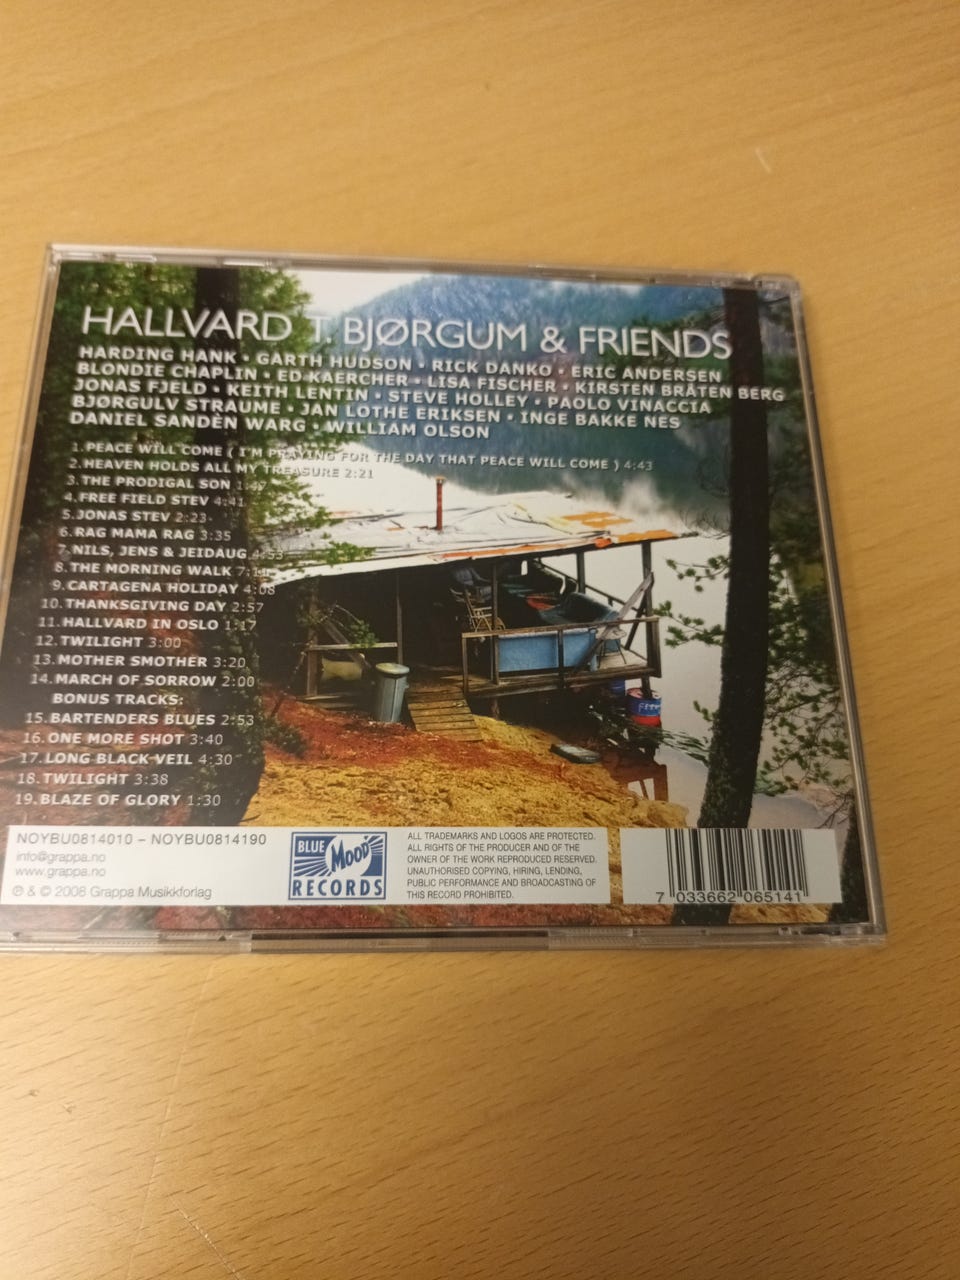 HALLVARD T. BJØRGUM & FRIENDS
HARDING HANK • GARTH HUDSON • RICK DANKO • ERIC ANDERSEN
BLONDIE CHAPLIN • ED KAERCHER • LISA FISCHER • KIRSTEN BRÅTEN BERG
JONAS FJELD • KEITH LENTIN • STEVE HOLLEY • PAOLO VINACCIA
BJØRGULV STRAUME • JAN LOTHE ERIKSEN • INGE BAKKE NES
DANIEL SANDÈN WARG • WILLIAM OLSON
1. PEACE WILL COME ( I'M PRAYING FOR THE DAY THAT PEACE WILL COME ) 4:43
2. HEAVEN HOLDS ALL MY TREASURE 2:21
3. THE PRODIGAL SON
4. FREE FIELD STEV 4:41
5. JONAS STEV 2:23
6. RAG MAMA RAG 3:35
7. NILS, JENS & JEIDAUG 4:53
8. THE MORNING WALK
9. CARTAGENA HOLIDAY 4:08
10. THANKSGIVING DAY 2:57
11. HALLVARD IN OSLO 1:17
12. TWILIGHT 3:00
13. MOTHER SMOTHER 3:20
14. MARCH OF SORROW 2:00
BONUS TRACKS:
15. BARTENDERS BLUES 2:53
16. ONE MORE SHOT 3:40
17. LONG BLACK VEIL 4:30
18. TWILIGHT 3:38
19. BLAZE OF GLORY 1:30
NOYBU0814010 – NOYBU0814190
info@grappa.no
www.grappa.no
℗ & © 2008 Grappa Musikkforlag
BLUE Mood
RECORDS
ALL TRADEMARKS AND LOGOS ARE PROTECTED.
ALL RIGHTS OF THE PRODUCER AND OF THE
OWNER OF THE WORK REPRODUCED RESERVED.
UNAUTHORISED COPYING, HIRING, LENDING,
PUBLIC PERFORMANCE AND BROADCASTING OF
THIS RECORD PROHIBITED.
7 033662 065141